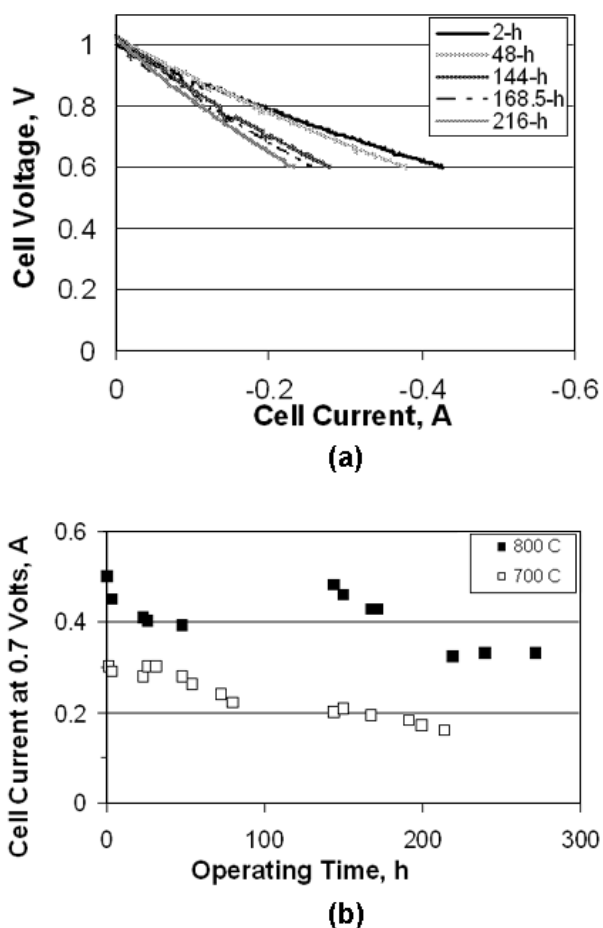 2-h
48-h
144-h
168.5-h
216-h
1
0.8
0.6
0.4
0.2
0
Cell Voltage, V
0 -0.2 -0.4 -0.6
Cell Current, A
(a)
0.6
0.4
0.2
0
Cell Current at 0.7 Volts, A
800 C
700 C
0 100 200 300
Operating Time, h
(b)